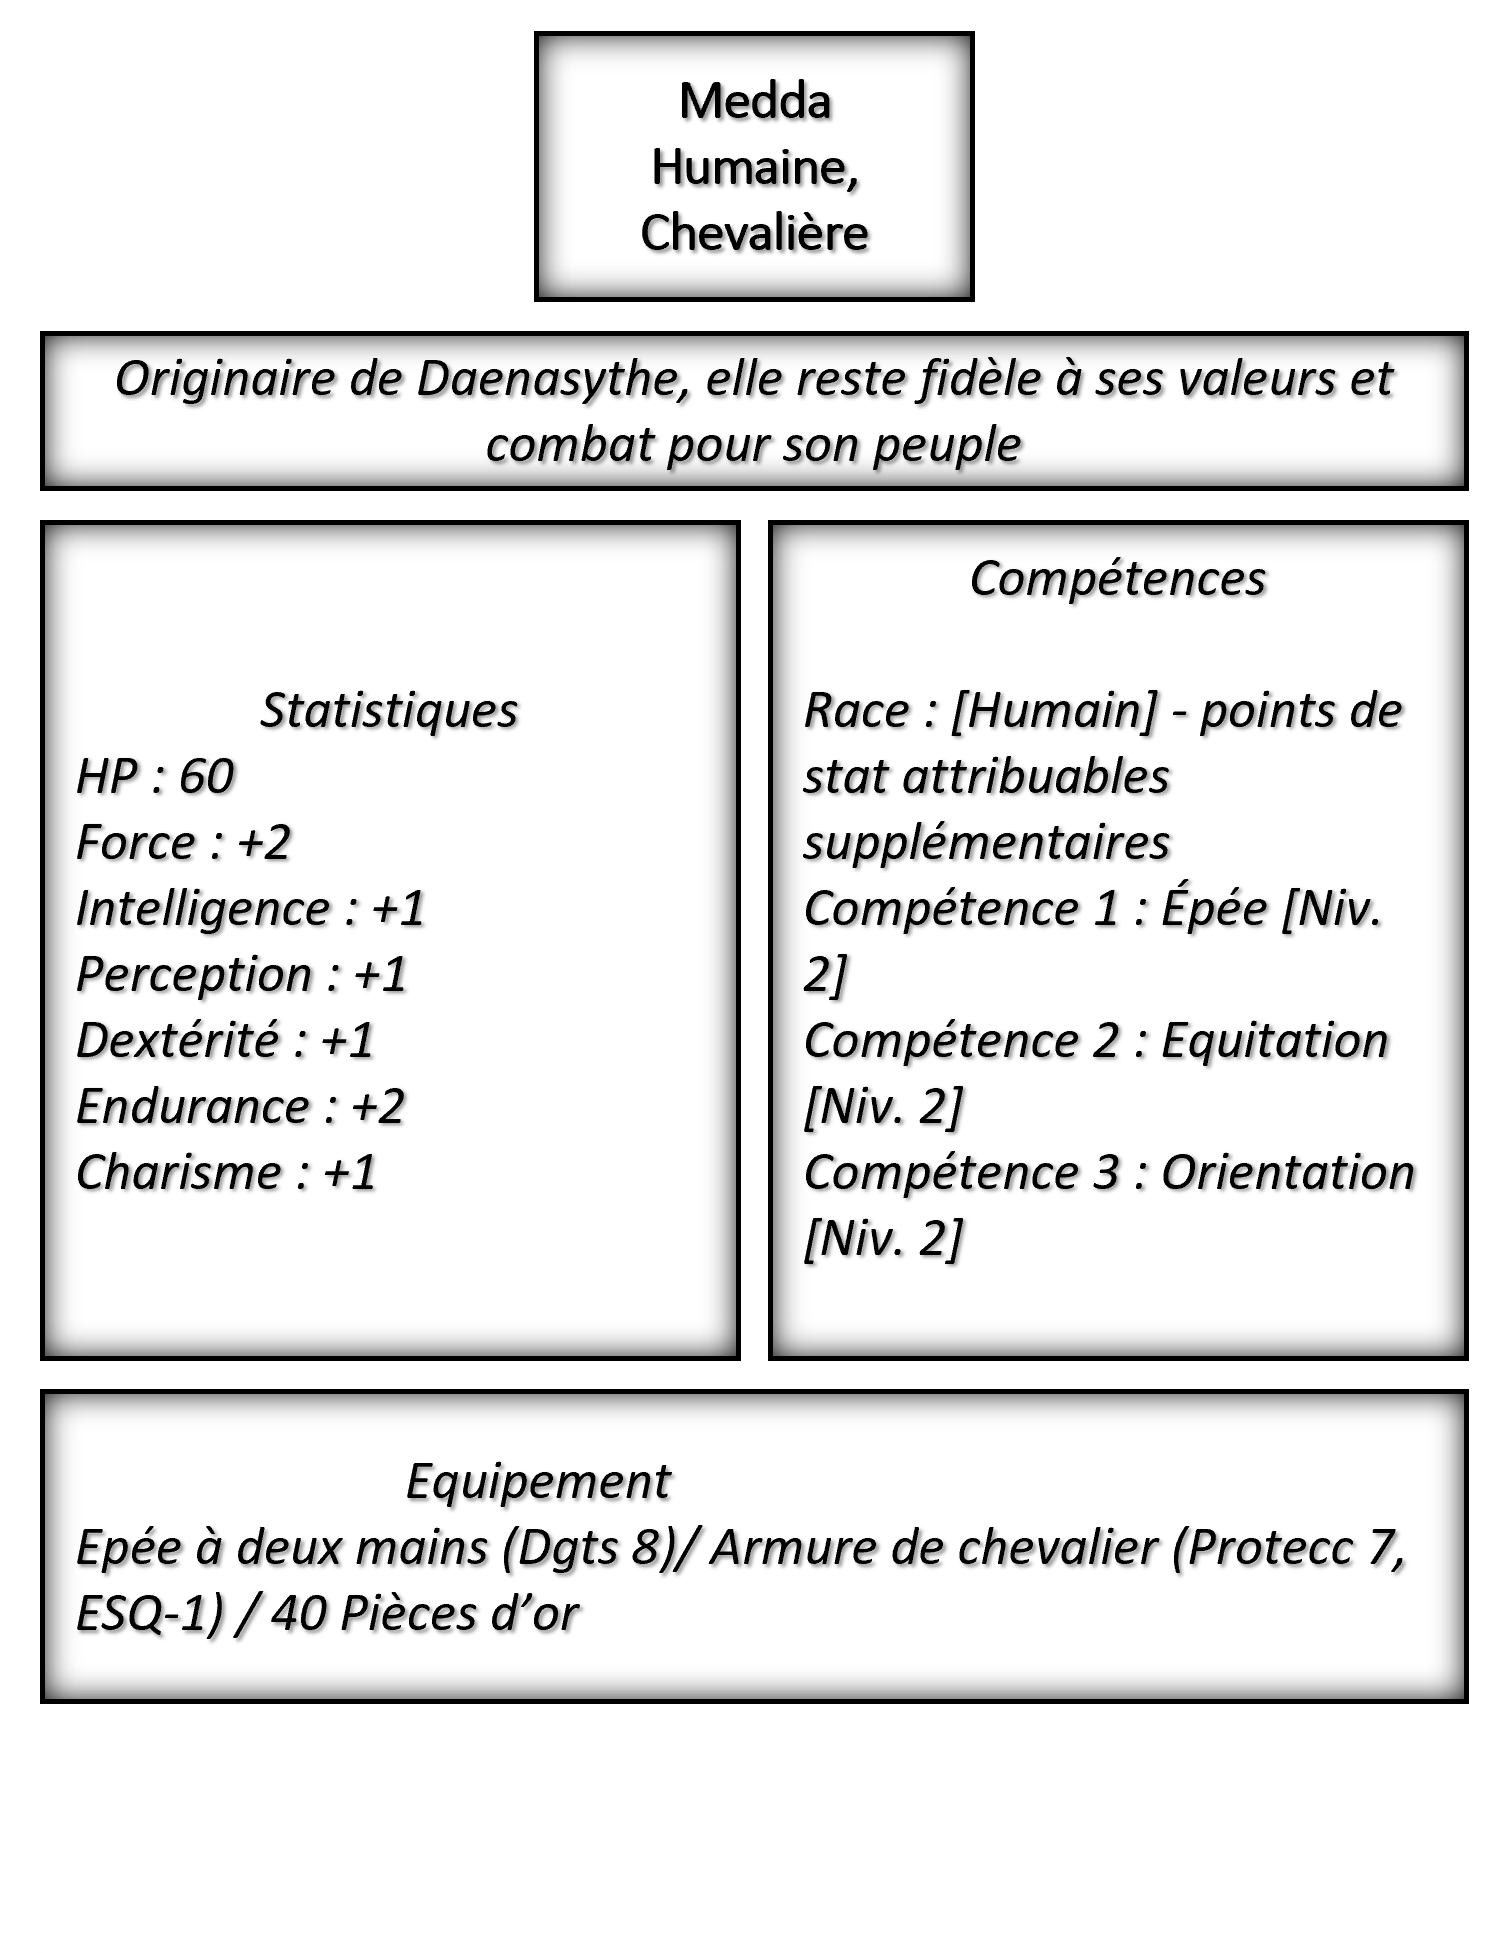 Medda
Humaine,
Chevalière
Originaire de Daenasythe, elle reste fidèle à ses valeurs et
combat pour son peuple
Statistiques
HP : 60
Force : +2
Intelligence : +1
Perception : +1
Dextérité : +1
Endurance : +2
Charisme : +1
Compétences
Race : [Humain] - points de
stat attribuables
supplémentaires
Compétence 1 : Épée [Niv.
2]
Compétence 2 : Equitation
[Niv. 2]
Compétence 3 : Orientation
[Niv. 2]
Equipement
Epée à deux mains (Dgts 8)/ Armure de chevalier (Protecc 7,
ESQ-1) / 40 Pièces d’or